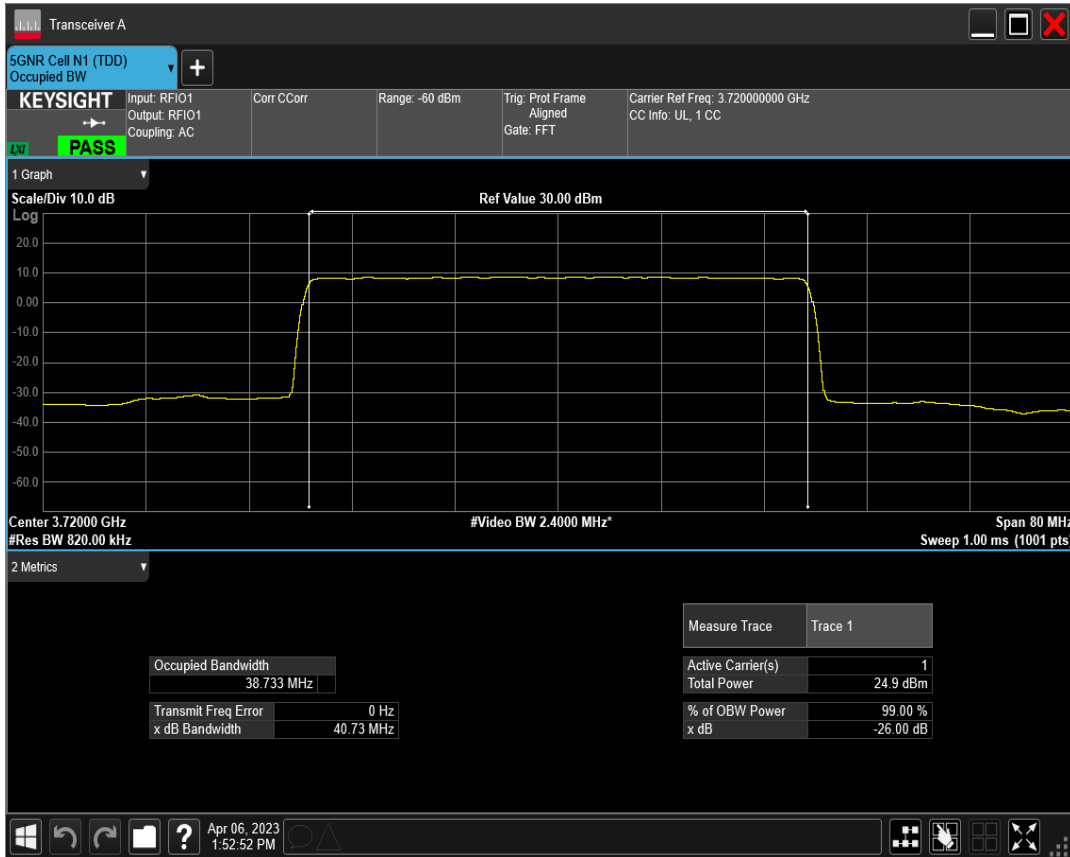 Transceiver A
5GNR Cell N1 (TDD)
Occupied BW
+
KEYSIGHT
LXI
PASS
Input: RFIO1
Output: RFIO1
Coupling: AC
Corr CCorr
Range: -60 dBm
Trig: Prot Frame
Aligned
Gate: FFT
Carrier Ref Freq: 3.720000000 GHz
CC Info: UL, 1 CC
1 Graph
Scale/Div 10.0 dB
Ref Value 30.00 dBm
Log
20.0
10.0
0.00
-10.0
-20.0
-30.0
-40.0
-50.0
-60.0
Center 3.72000 GHz
#Video BW 2.4000 MHz*
Span 80 MHz
#Res BW 820.00 kHz
Sweep 1.00 ms (1001 pts)
2 Metrics
Measure Trace Trace 1
Occupied Bandwidth
38.733 MHz
Active Carrier(s) 1
Total Power 24.9 dBm
Transmit Freq Error 0 Hz
x dB Bandwidth 40.73 MHz
% of OBW Power 99.00 %
x dB -26.00 dB
?
Apr 06, 2023
1:52:52 PM